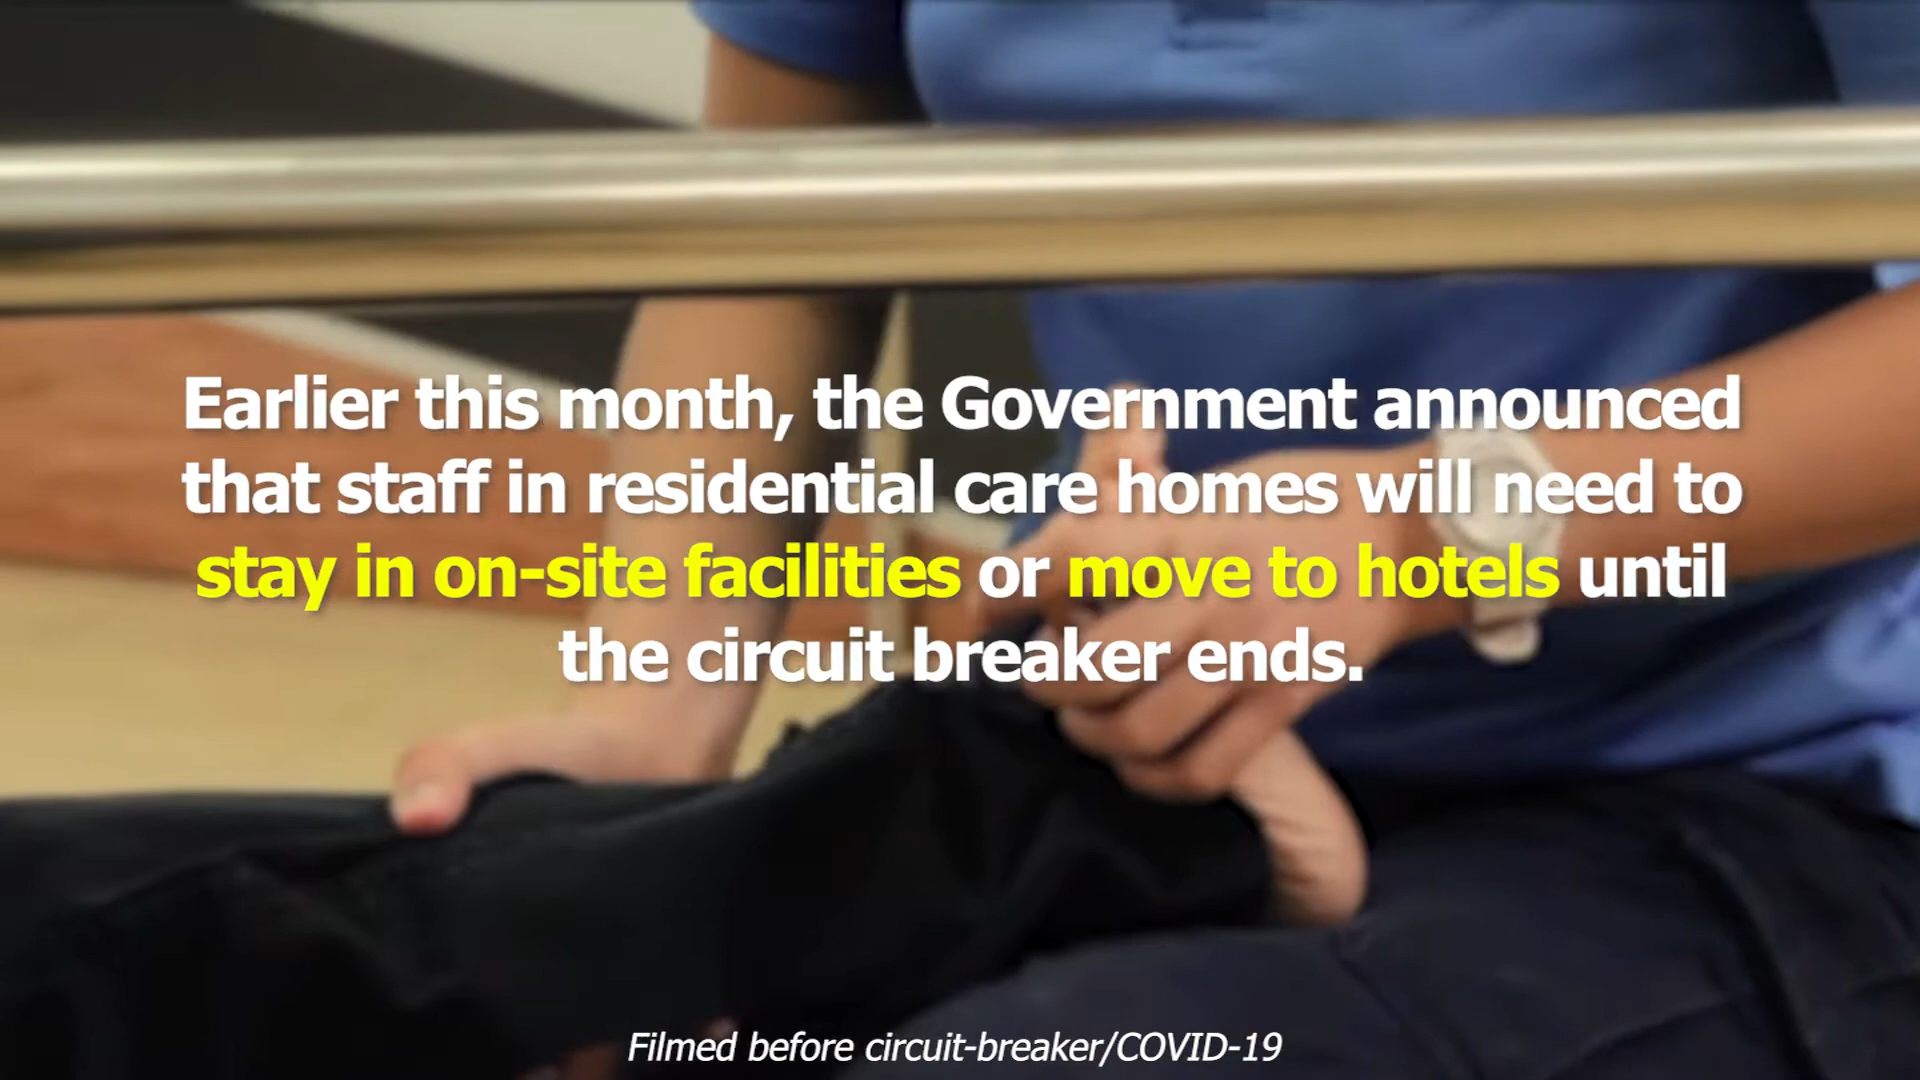 Earlier this month, the Government announced
that staff in residential care homes will need to
stay in on-site facilities or move to hotels until
the circuit breaker ends.
Filmed before circuit-breaker/COVID-19